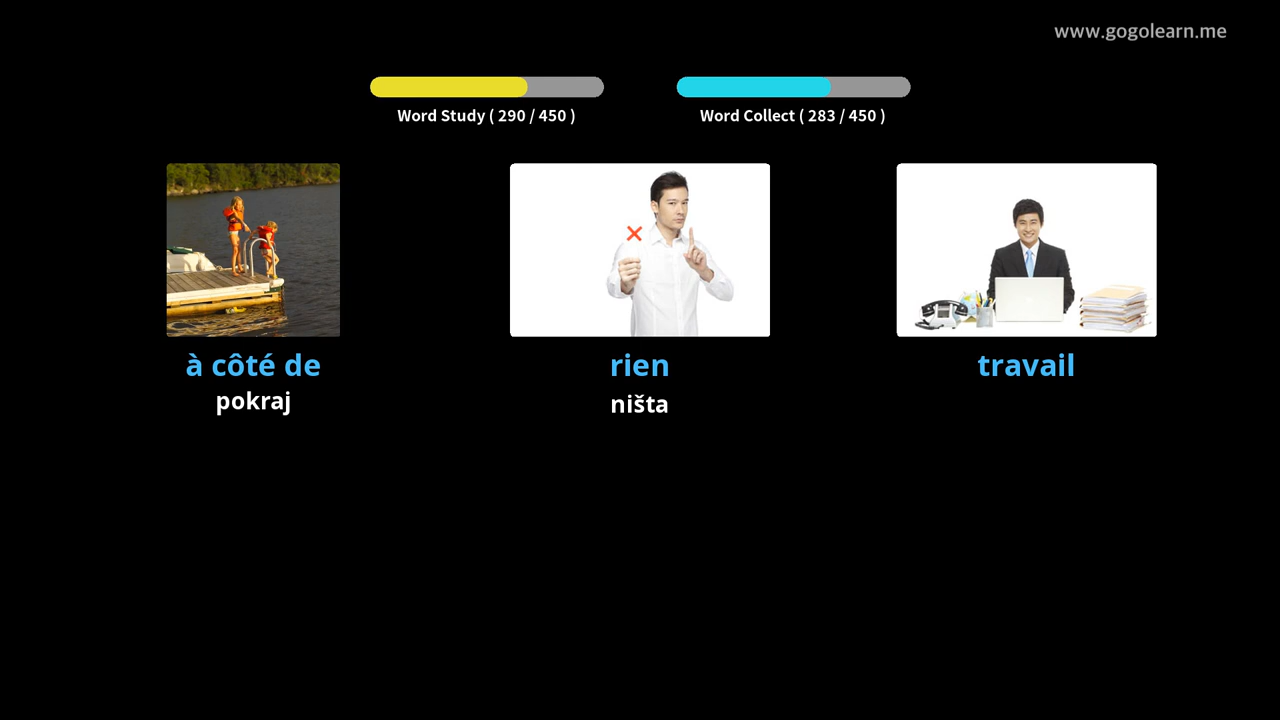 www.gogolearn.me
Word Study ( 290 / 450 )
Word Collect ( 283 / 450 )
à côté de
rien
travail
pokraj
ništa